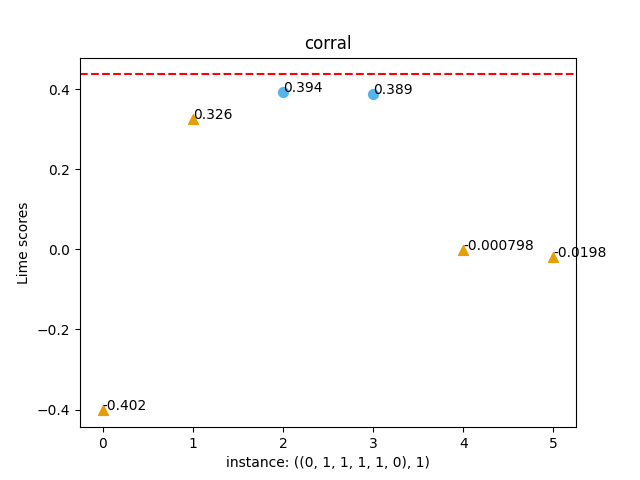 corral
Lime scores
0.4
0.2
0.0
−0.2
−0.4
0.326
0.394
0.389
-0.000798
-0.0198
-0.402
0 1 2 3 4 5
instance: ((0, 1, 1, 1, 1, 0), 1)